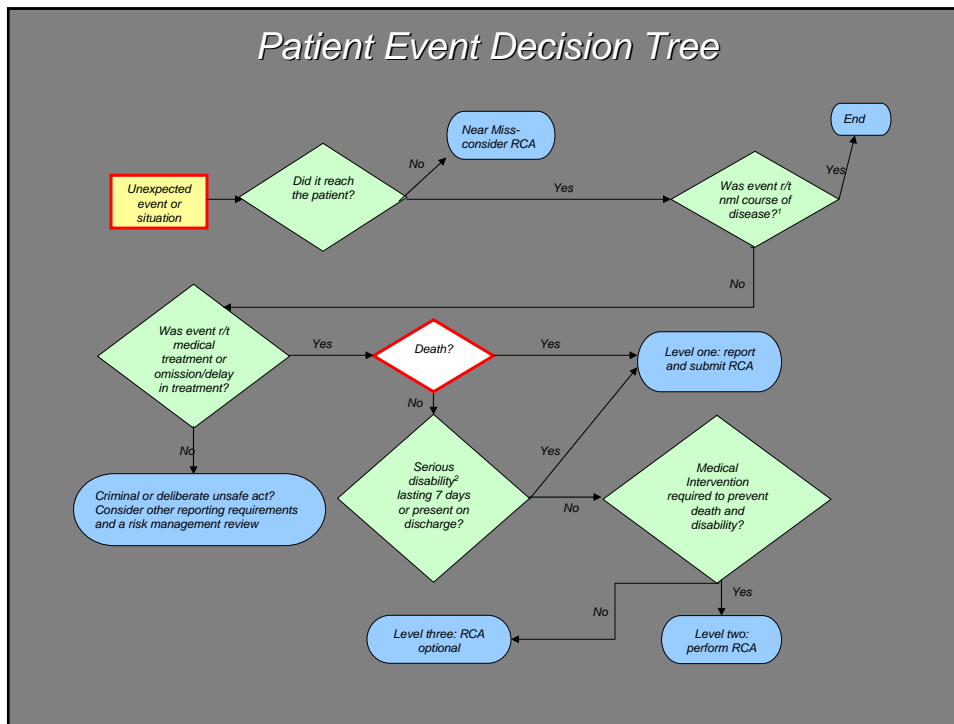 Patient Event Decision Tree
End
Near Miss-
consider RCA
No
Yes
Unexpected
event or
situation
Did it reach
the patient?
Yes
Was event r/t
nml course of
disease?¹
No
Was event r/t
medical
treatment or
omission/delay
in treatment?
Yes
Death?
Yes
Level one: report
and submit RCA
No
No
Yes
Serious
disability²
lasting 7 days
or present on
discharge?
No
Medical
Intervention
required to prevent
death and
disability?
Criminal or deliberate unsafe act?
Consider other reporting requirements
and a risk management review
Yes
No
Level three: RCA
optional
Level two:
perform RCA